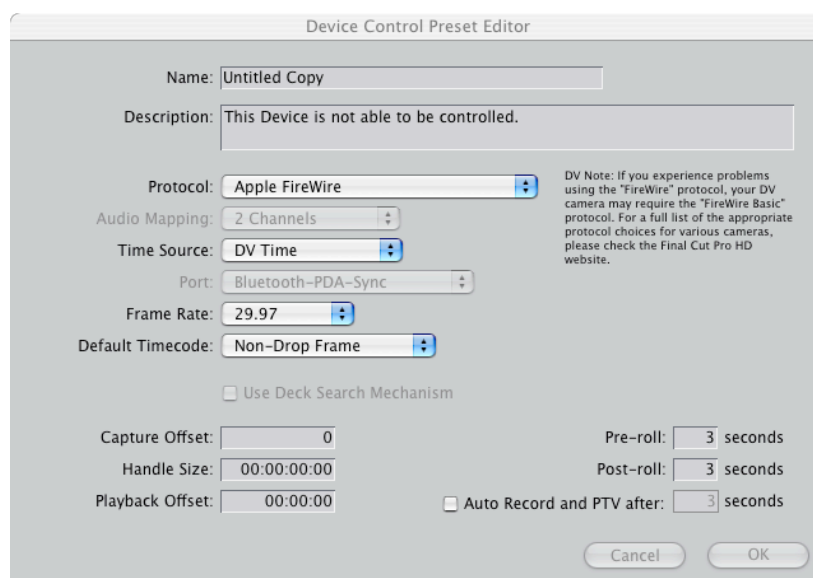 Device Control Preset Editor
Name: Untitled Copy
Description: This Device is not able to be controlled.
Protocol: Apple FireWire
Audio Mapping: 2 Channels
Time Source: DV Time
Port: Bluetooth-PDA-Sync
Frame Rate: 29.97
Default Timecode: Non-Drop Frame
DV Note: If you experience problems
using the "FireWire" protocol, your DV
camera may require the "FireWire Basic"
protocol. For a full list of the appropriate
protocol choices for various cameras,
please check the Final Cut Pro HD
website.
Use Deck Search Mechanism
Capture Offset: 0
Handle Size: 00:00:00:00
Playback Offset: 00:00:00
Pre-roll: 3 seconds
Post-roll: 3 seconds
Auto Record and PTV after: 3 seconds
Cancel
OK